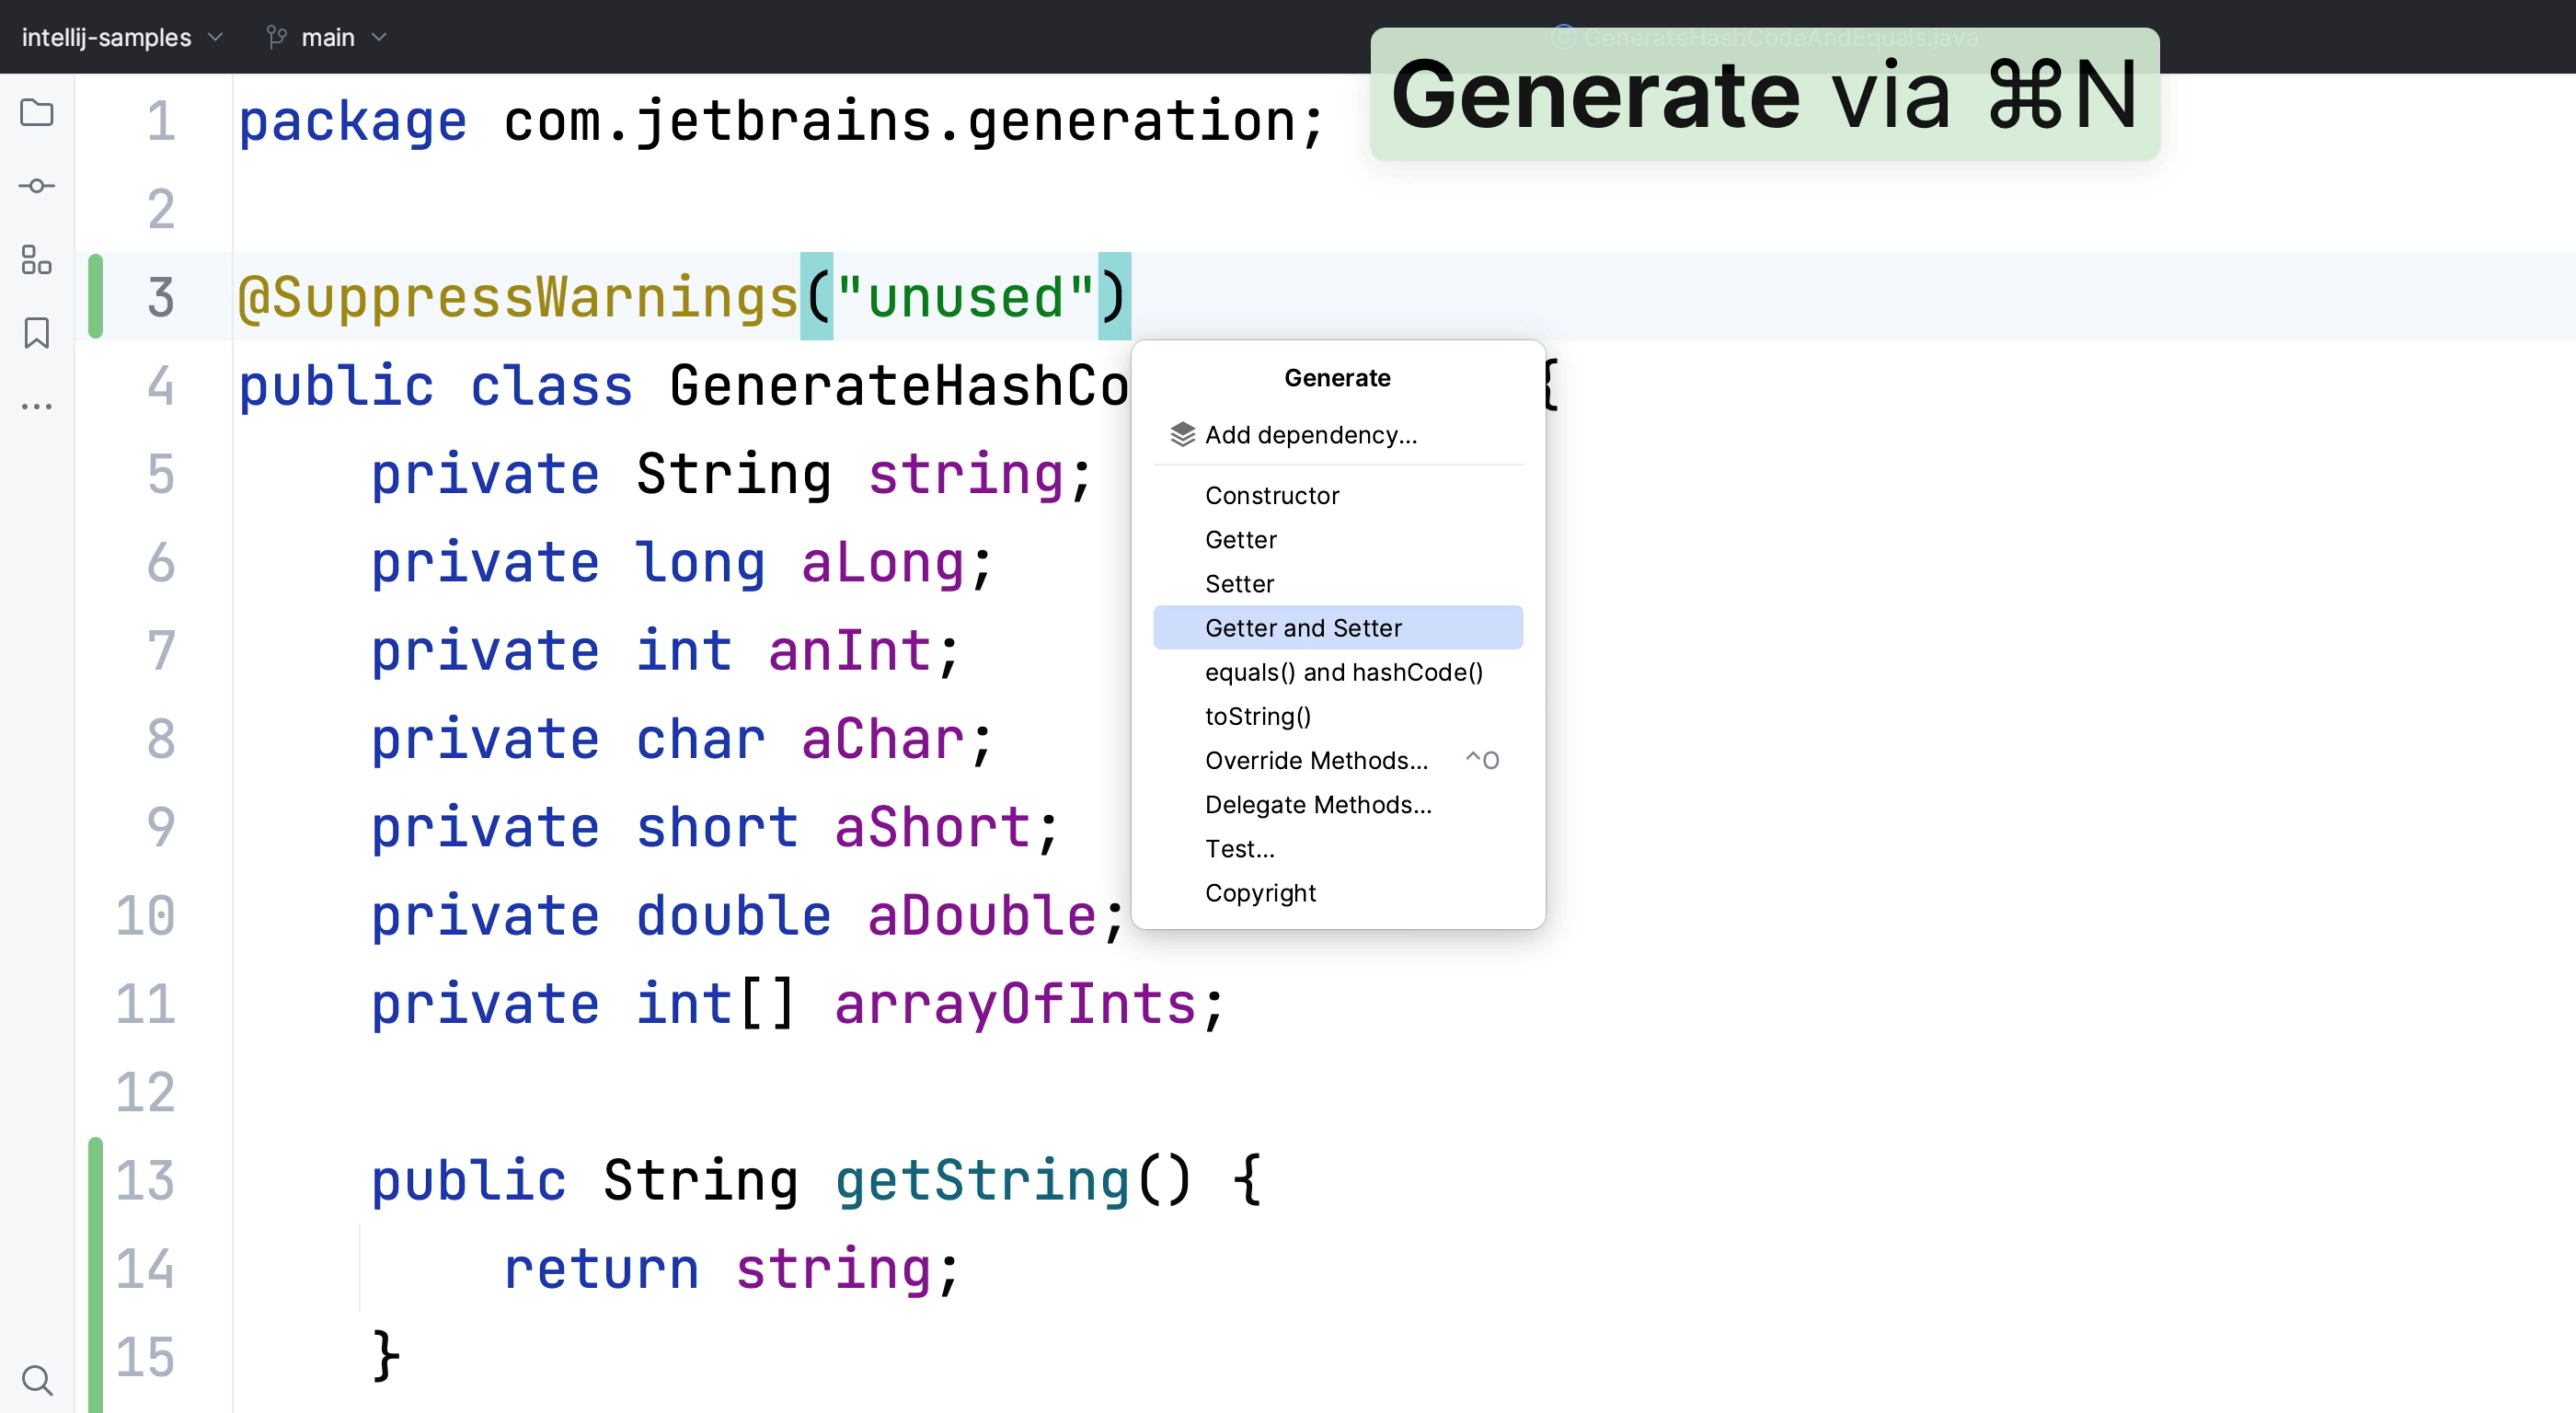 intellij-samples main GenerateHashCodeAndEquals.java
Generate via ⌘N
1 package com.jetbrains.generation;
2
3 @SuppressWarnings("unused")
4 public class GenerateHashCo {
5 private String string;
6 private long aLong;
7 private int anInt;
8 private char aChar;
9 private short aShort;
10 private double aDouble;
11 private int[] arrayOfInts;
12
13 public String getString() {
14 return string;
15 }
Generate
Add dependency...
Constructor
Getter
Setter
Getter and Setter
equals() and hashCode()
toString()
Override Methods... ^O
Delegate Methods...
Test...
Copyright